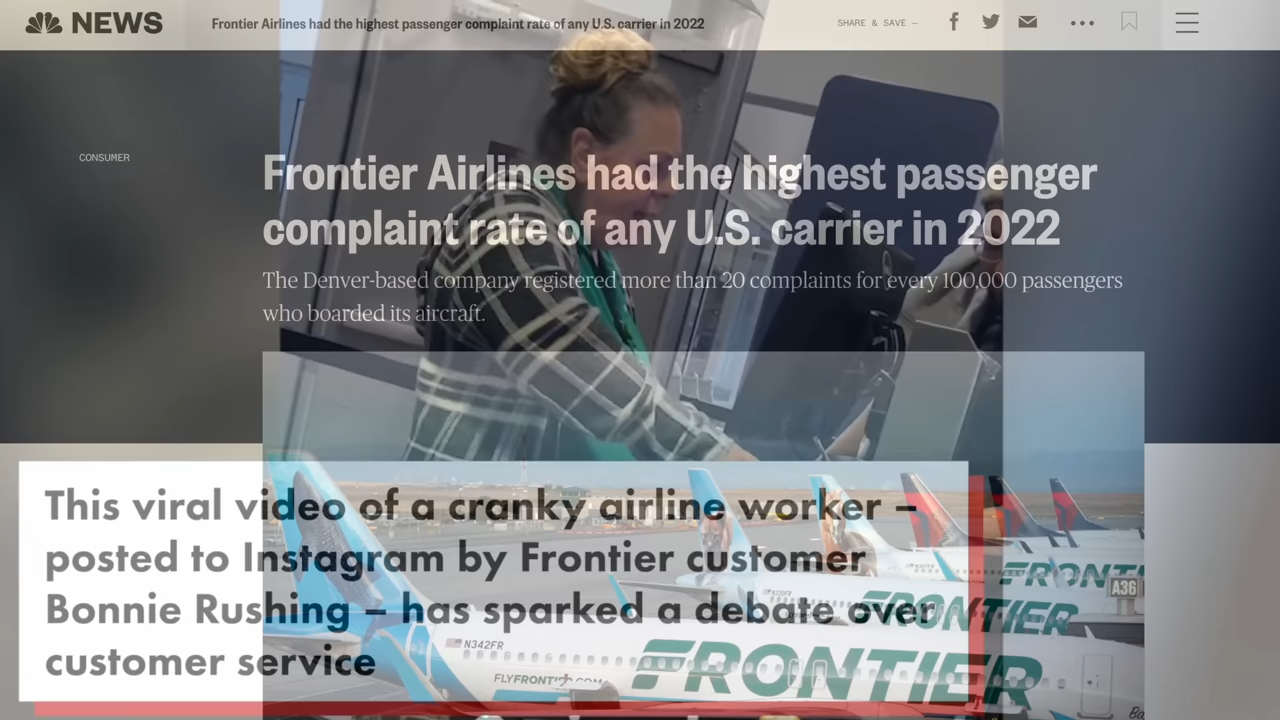 NEWS
Frontier Airlines had the highest passenger complaint rate of any U.S. carrier in 2022
SHARE & SAVE —
CONSUMER
Frontier Airlines had the highest passenger
complaint rate of any U.S. carrier in 2022
The Denver-based company registered more than 20 complaints for every 100,000 passengers
who boarded its aircraft.
This viral video of a cranky airline worker –
posted to Instagram by Frontier customer
Bonnie Rushing – has sparked a debate over
customer service
FRONTIER
A36
FRONTIER
N342FR
FLYFRONTIER.COM
FRONTIER